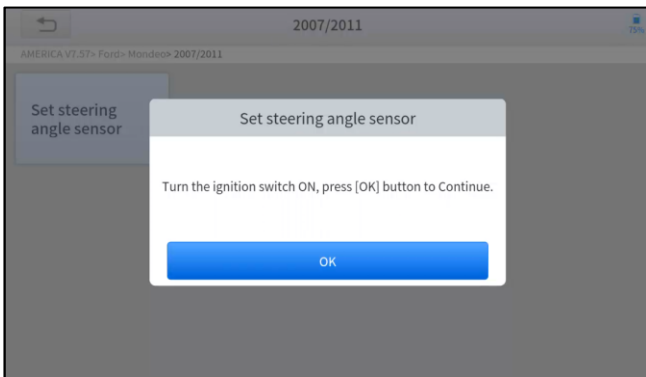 2007/2011
75%
AMERICA V7.57> Ford> Mondeo> 2007/2011
Set steering
angle sensor
Set steering angle sensor
Turn the ignition switch ON, press [OK] button to Continue.
OK